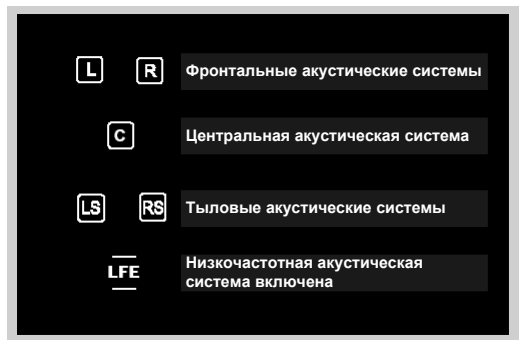 L R Фронтальные акустические системы
C Центральная акустическая система
LS RS Тыловые акустические системы
LFE Низкочастотная акустическая
система включена